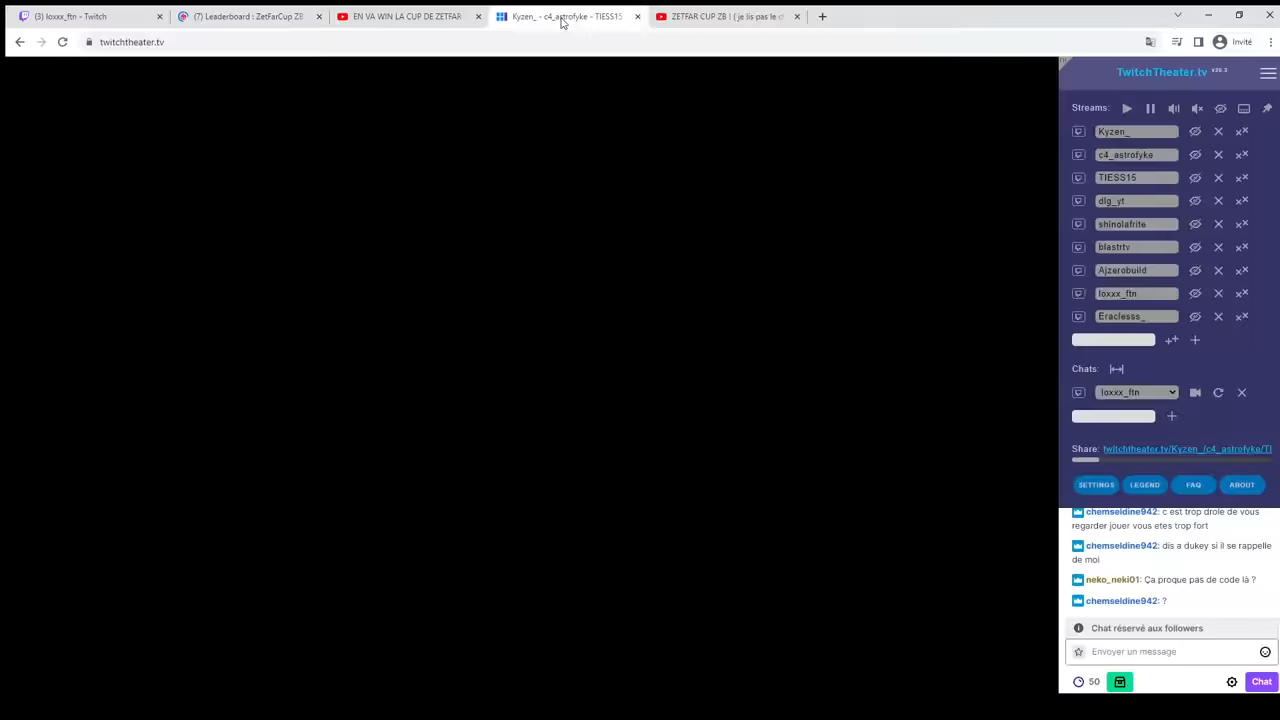 (3) loxxx_ftn - Twitch
(7) Leaderboard : ZetFarCup ZB
EN VA WIN LA CUP DE ZETFAR
Kyzen_ - c4_astrofyke - TIESS15
ZETFAR CUP ZB | ( je lis pas le c
twitchtheater.tv
Invité
TwitchTheater.tv
Streams:
Kyzen_
c4_astrofyke
TIESS15
dlg_yt
shinolafrite
blastrtv
Ajzerobuild
loxxx_ftn
Eraclesss_
Chats:
loxxx_ftn
Share: twitchtheater.tv/Kyzen_/c4_astrofyke/TI
SETTINGS LEGEND FAQ ABOUT
chemseldine942: c est trop drole de vous
regarder jouer vous etes trop fort
chemseldine942: dis a dukey si il se rappelle
de moi
neko_neki01: Ça proque pas de code là ?
chemseldine942: ?
Chat réservé aux followers
Envoyer un message
50
Chat